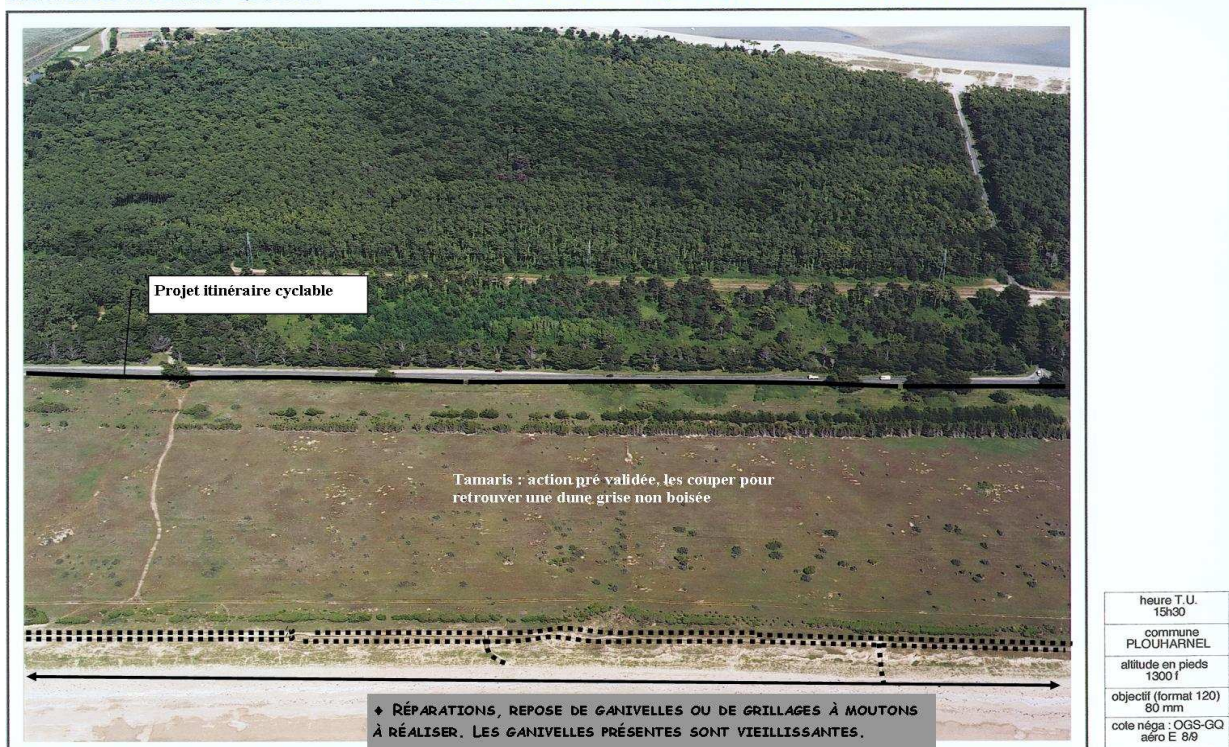 Projet itinéraire cyclable
Tamaris : action pré validée, les couper pour
retrouver une dune grise non boisée
♦ RÉPARATIONS, REPOSE DE GANIVELLES OU DE GRILLAGES À MOUTONS
À RÉALISER. LES GANIVELLES PRÉSENTES SONT VIEILLISSANTES.
heure T.U.
15h30
commune
PLOUHARNEL
altitude en pieds
1300 f
objectif (format 120)
80 mm
cote néga : OGS-GQ
aéro E 8/9